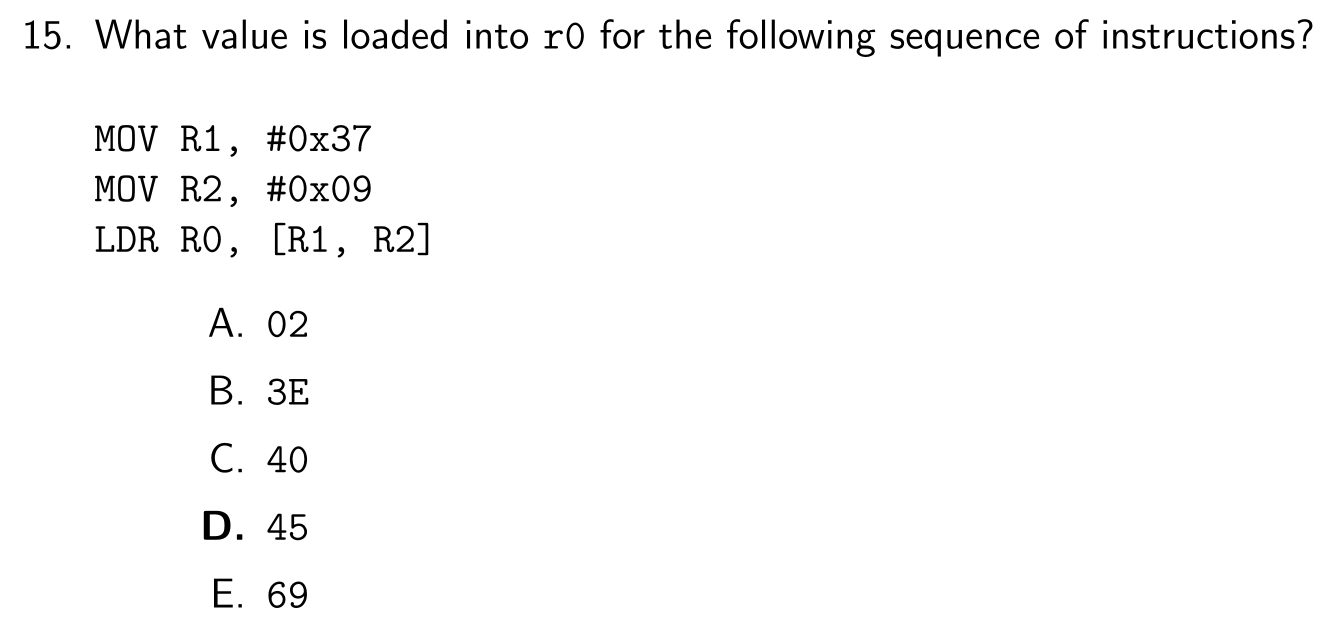 15. What value is loaded into r0 for the following sequence of instructions?
MOV R1, #0x37
MOV R2, #0x09
LDR R0, [R1, R2]
A. 02
B. 3E
C. 40
D. 45
E. 69